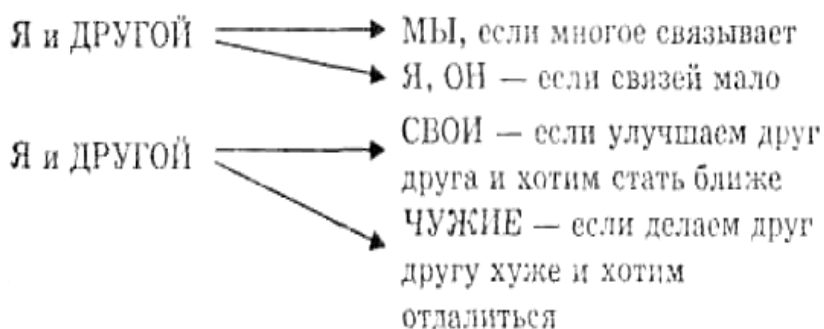 Я и ДРУГОЙ
МЫ, если многое связывает
Я, ОН — если связей мало
Я и ДРУГОЙ
СВОИ — если улучшаем друг
друга и хотим стать ближе
ЧУЖИЕ — если делаем друг
другу хуже и хотим
отдалиться